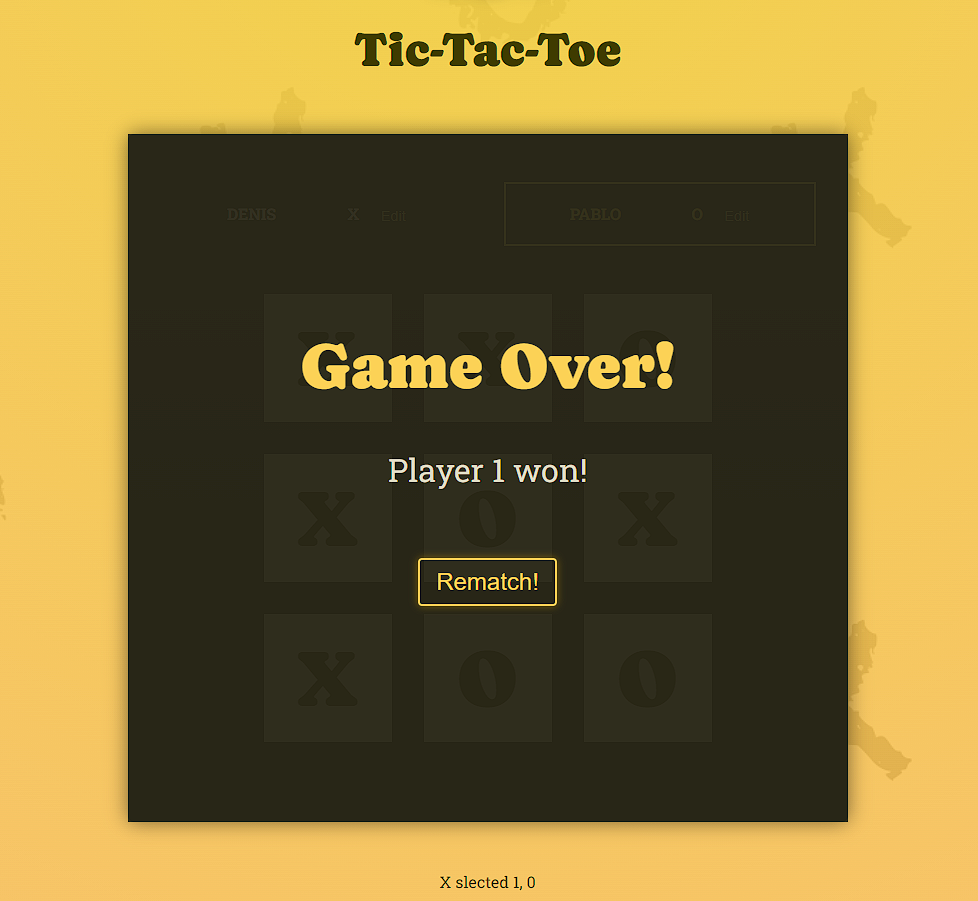 Tic-Tac-Toe
DENIS X Edit PABLO O Edit
X X O
Game Over!
Player 1 won!
X O X
Rematch!
X O O
X slected 1, 0